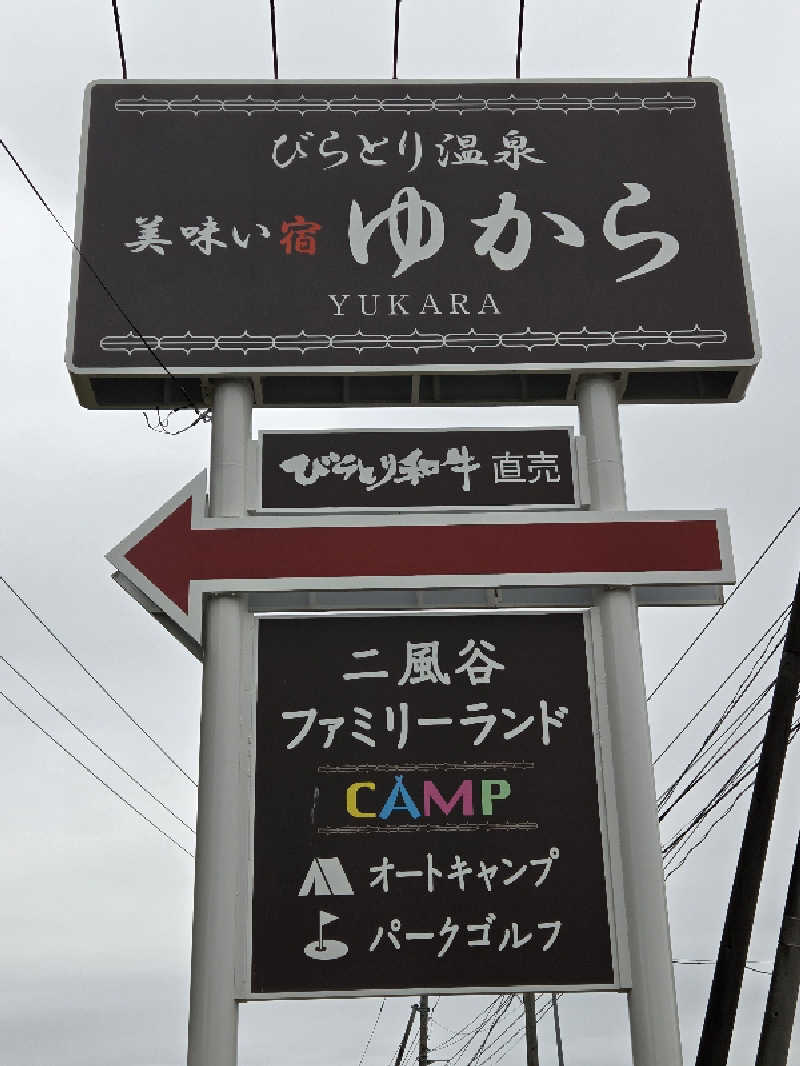 びらとり温泉
美味い宿 ゆから
YUKARA
びらとり和牛 直売
二風谷
ファミリーランド
CAMP
オートキャンプ
パークゴルフ